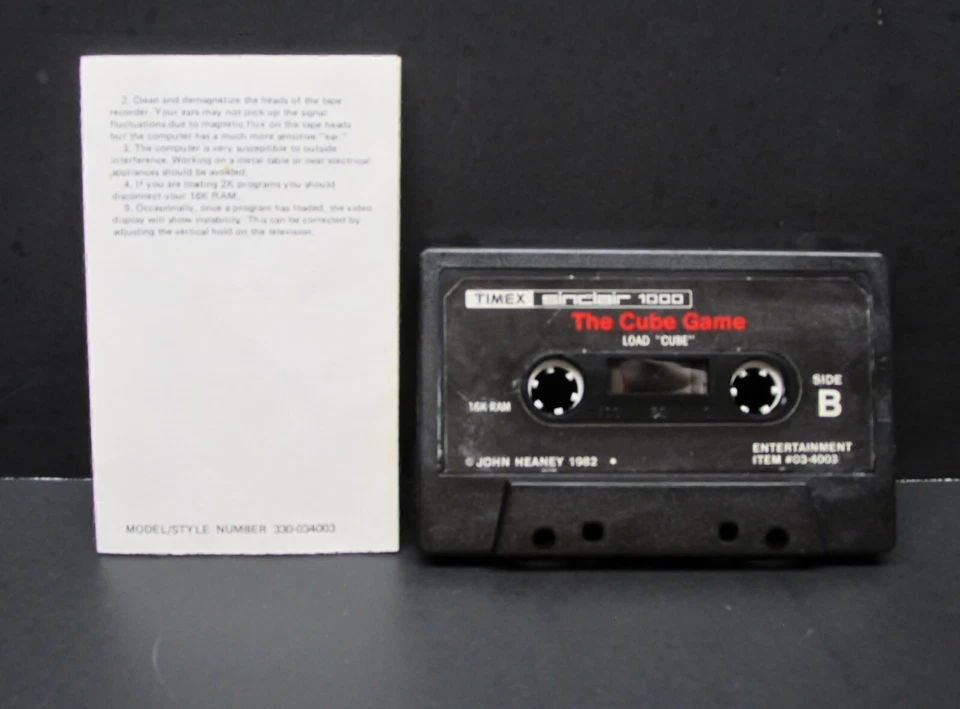 2. Clean and demagnetize the heads of the tape
recorder. Your ears may not pick up the signal
fluctuations due to magnetic flux on the tape heads
but the computer has a much more sensitive "ear."
3. The computer is very susceptible to outside
interference. Working on a metal table or near electrical
appliances should be avoided.
4. If you are loading 2K programs you should
disconnect your 16K RAM.
5. Occasionally, once a program has loaded, the video
display will show instability. This can be corrected by
adjusting the vertical hold on the television.
MODEL/STYLE NUMBER 330-034003
TIMEX sinclair 1000
The Cube Game
LOAD "CUBE"
16K RAM
SIDE
B
© JOHN HEANEY 1982
ENTERTAINMENT
ITEM #03-4003